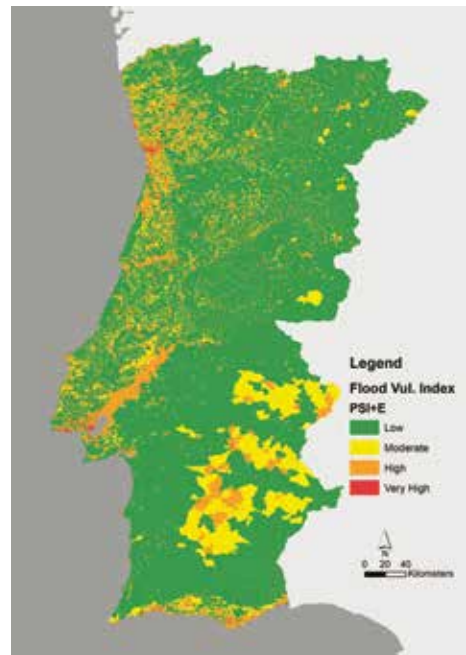 Legend
Flood Vul. Index
PSI+E
Low
Moderate
High
Very High
N
0 20 40
Kilometers